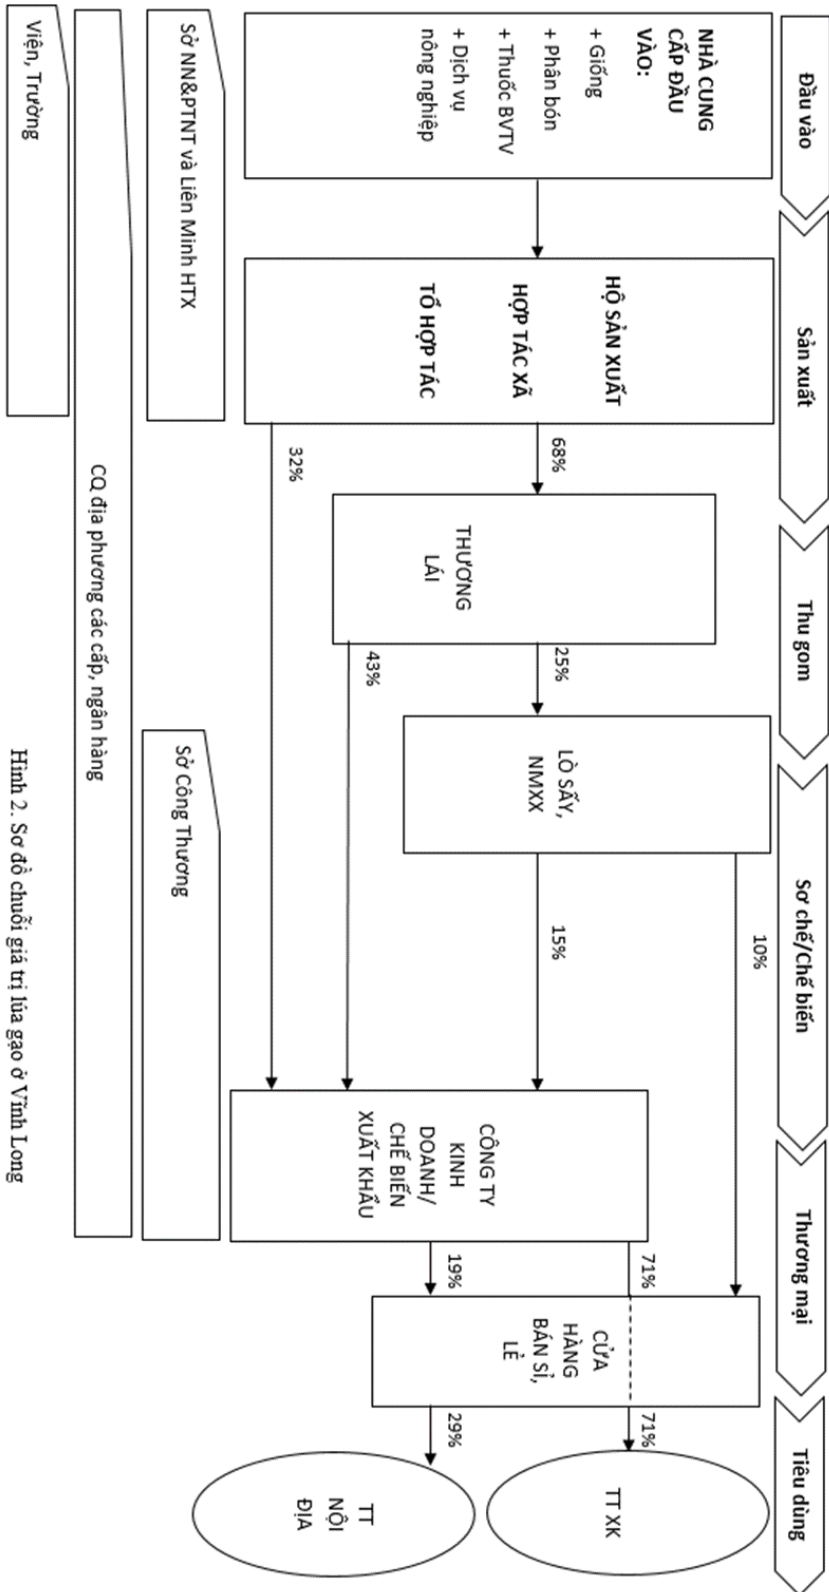 Đầu vào
Sản xuất
Thu gom
Sơ chế/Chế biến
Thương mại
Tiêu dùng
NHÀ CUNG
CẤP ĐẦU
VÀO:
+ Giống
+ Phân bón
+ Thuốc BVTV
+ Dịch vụ
nông nghiệp
HỘ SẢN XUẤT
HỢP TÁC XÃ
TỔ HỢP TÁC
68%
32%
THƯƠNG
LÁI
25%
43%
LÒ SẤY,
NMXX
10%
15%
CÔNG TY
KINH
DOANH/
CHẾ BIẾN
XUẤT KHẨU
71%
19%
CỬA
HÀNG
BÁN SỈ,
LẺ
71%
29%
TT XK
TT
NỘI
ĐỊA
Sở NN&PTNT và Liên Minh HTX
Sở Công Thương
CQ địa phương các cấp, ngân hàng
Viện, Trường
Hình 2. Sơ đồ chuỗi giá trị lúa gạo ở Vĩnh Long